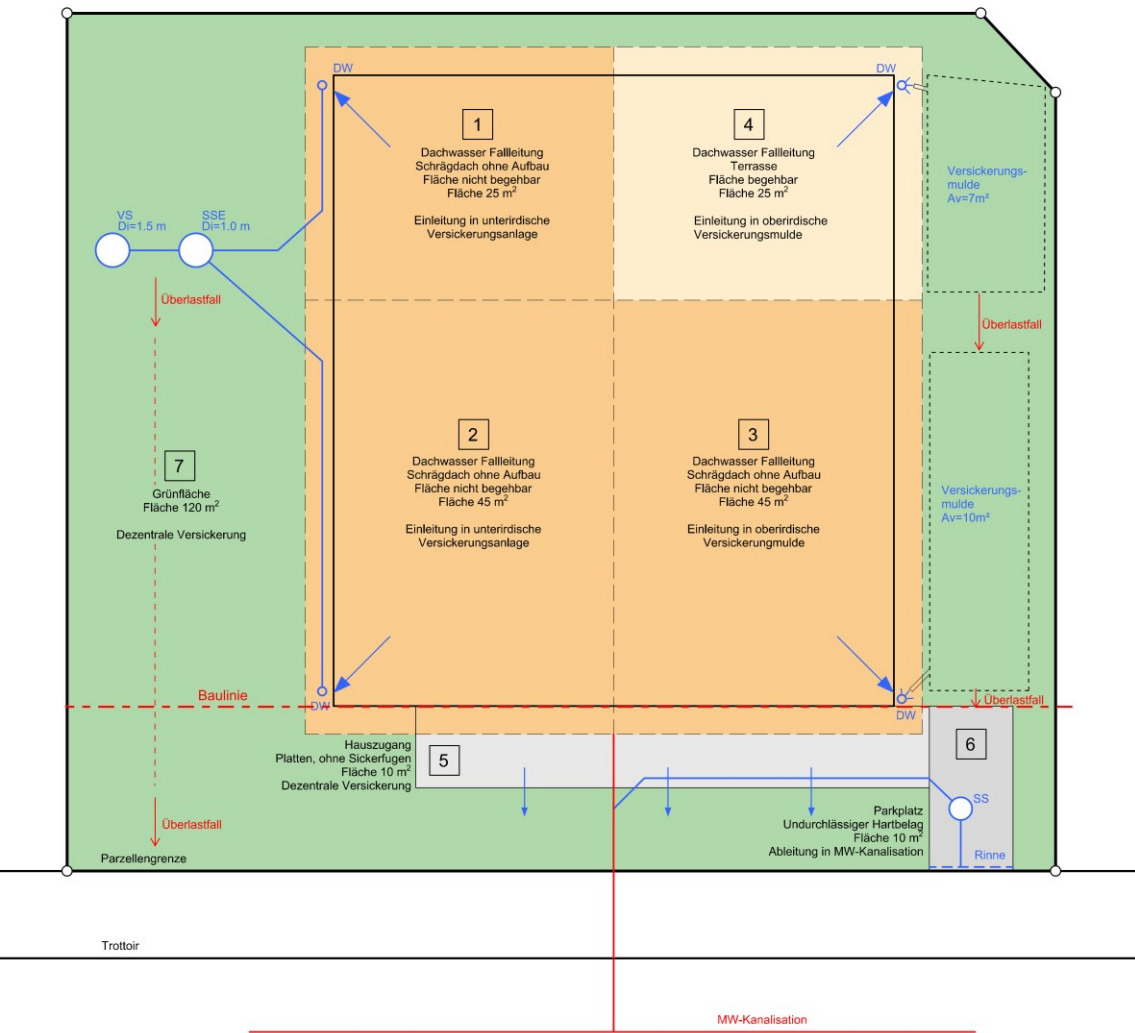 DW
DW
1
Dachwasser Fallleitung
Schrägdach ohne Aufbau
Fläche nicht begehbar
Fläche 25 m²
Einleitung in unterirdische
Versickerungsanlage
4
Dachwasser Fallleitung
Terrasse
Fläche begehbar
Fläche 25 m²
Einleitung in oberirdische
Versickerungsmulde
Versickerungs-
mulde
Av=7m²
VS
Di=1.5 m
SSE
Di=1.0 m
Überlastfall
Überlastfall
2
Dachwasser Fallleitung
Schrägdach ohne Aufbau
Fläche nicht begehbar
Fläche 45 m²
Einleitung in unterirdische
Versickerungsanlage
3
Dachwasser Fallleitung
Schrägdach ohne Aufbau
Fläche nicht begehbar
Fläche 45 m²
Einleitung in oberirdische
Versickerungmulde
7
Grünfläche
Fläche 120 m²
Dezentrale Versickerung
Versickerungs-
mulde
Av=10m²
Baulinie
DW
DW
Überlastfall
Hauszugang
Platten, ohne Sickerfugen
Fläche 10 m²
Dezentrale Versickerung
5
6
SS
Parkplatz
Undurchlässiger Hartbelag
Fläche 10 m²
Ableitung in MW-Kanalisation
Rinne
Überlastfall
Parzellengrenze
Trottoir
MW-Kanalisation